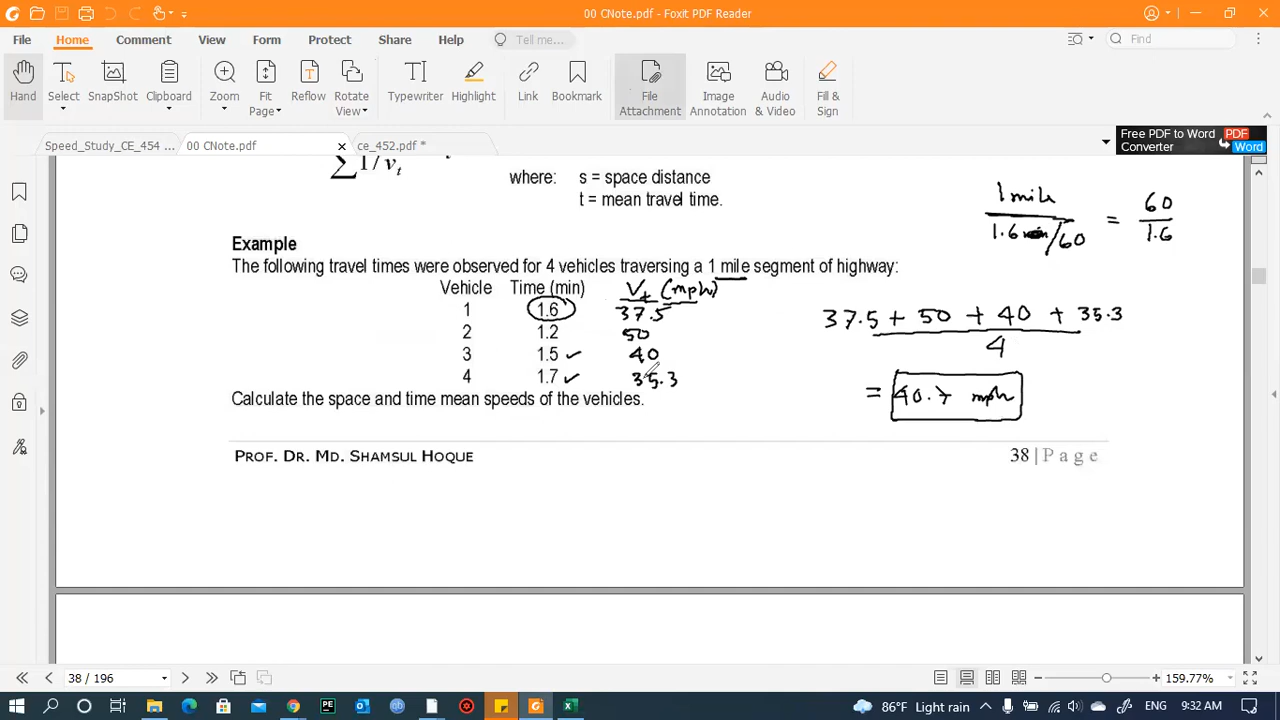 00 CNote.pdf - Foxit PDF Reader
File Home Comment View Form Protect Share Help Tell me... Find
Hand Select SnapShot Clipboard Zoom Fit Page Reflow Rotate View Typewriter Highlight Link Bookmark File Attachment Image Annotation Audio & Video Fill & Sign
Speed_Study_CE_454 ... 00 CNote.pdf ce_452.pdf * Free PDF to Word Converter PDF Word
∑ 1/v_t
where: s = space distance
t = mean travel time.
1 mile / 1.6 min/60 = 60/1.6
Example
The following travel times were observed for 4 vehicles traversing a 1 mile segment of highway:
Vehicle Time (min) Vt (mph)
1 1.6 37.5
2 1.2 50
3 1.5 ✓ 40
4 1.7 ✓ 35.3
Calculate the space and time mean speeds of the vehicles.
37.5 + 50 + 40 + 35.3
4
= 40.7 mph
PROF. DR. MD. SHAMSUL HOQUE 38 | Page
38 / 196 159.77%
86°F Light rain 9:32 AM